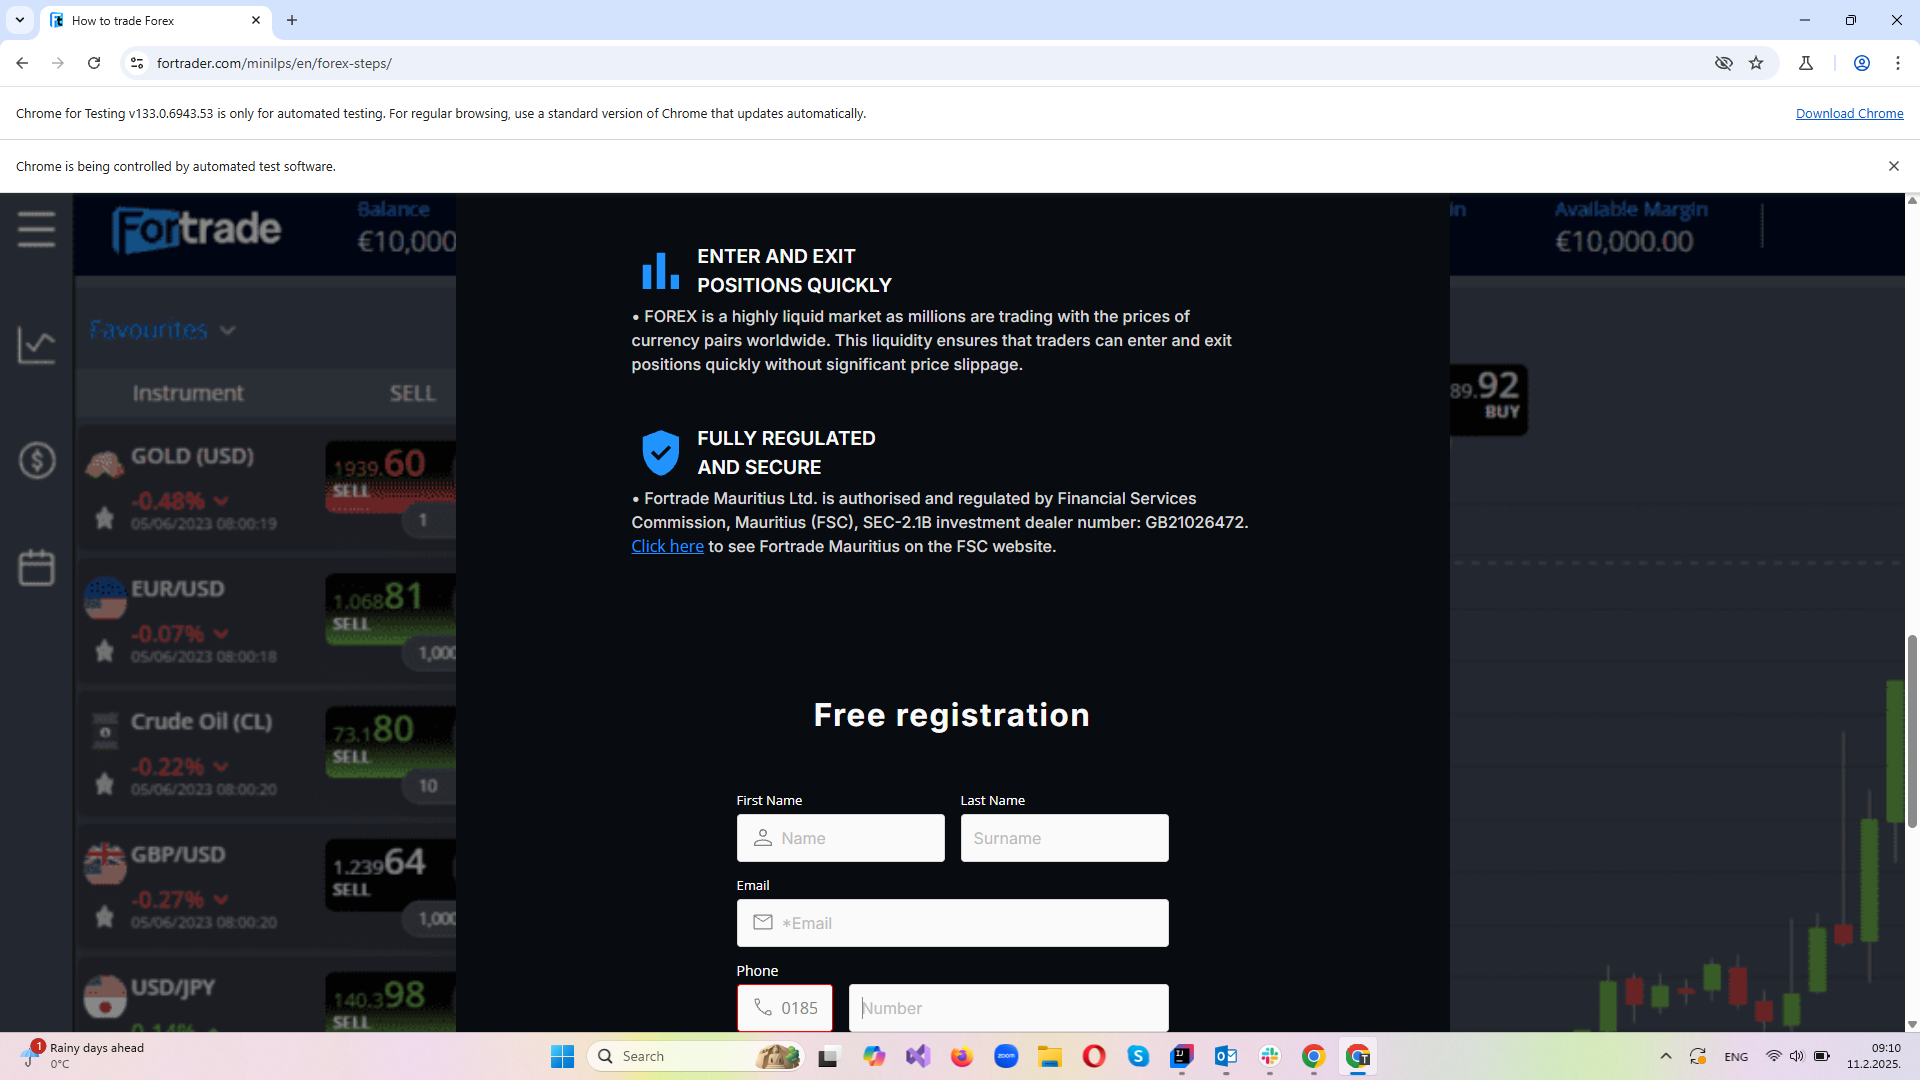 How to trade Forex
fortrader.com/minilps/en/forex-steps/
Chrome for Testing v133.0.6943.53 is only for automated testing. For regular browsing, use a standard version of Chrome that updates automatically.
Download Chrome
Chrome is being controlled by automated test software.
Fortrade
Balance
€10,000
Available Margin
€10,000.00
Favourites
Instrument
SELL
GOLD (USD)
1939.60
SELL
-0.48%
05/06/2023 08:00:19
1
EUR/USD
1.06881
SELL
-0.07%
05/06/2023 08:00:18
1,000
Crude Oil (CL)
73.180
SELL
-0.22%
05/06/2023 08:00:20
10
GBP/USD
1.23964
SELL
-0.27%
05/06/2023 08:00:20
1,000
USD/JPY
140.398
SELL
0.14%
89.92
BUY
ENTER AND EXIT
POSITIONS QUICKLY
• FOREX is a highly liquid market as millions are trading with the prices of
currency pairs worldwide. This liquidity ensures that traders can enter and exit
positions quickly without significant price slippage.
FULLY REGULATED
AND SECURE
• Fortrade Mauritius Ltd. is authorised and regulated by Financial Services
Commission, Mauritius (FSC), SEC-2.1B investment dealer number: GB21026472.
Click here to see Fortrade Mauritius on the FSC website.
Free registration
First Name
Last Name
Name
Surname
Email
*Email
Phone
0185
Number
1
Rainy days ahead
0°C
Search
zoom
ENG
09:10
11.2.2025.